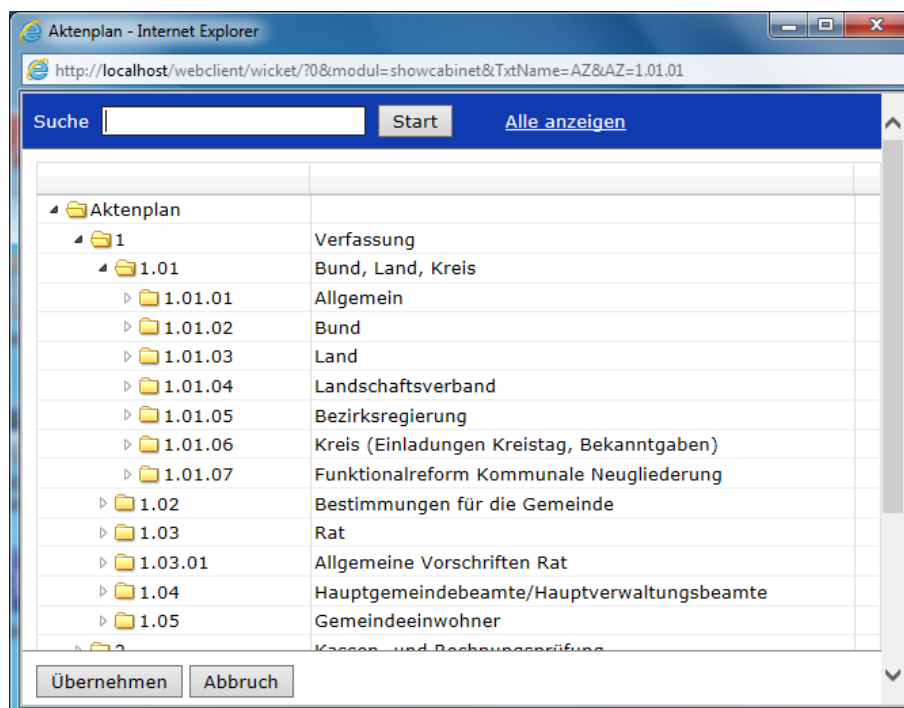 Aktenplan - Internet Explorer
http://localhost/webclient/wicket/?0&modul=showcabinet&TxtName=AZ&AZ=1.01.01
Suche Start Alle anzeigen
Aktenplan
1 Verfassung
1.01 Bund, Land, Kreis
1.01.01 Allgemein
1.01.02 Bund
1.01.03 Land
1.01.04 Landschaftsverband
1.01.05 Bezirksregierung
1.01.06 Kreis (Einladungen Kreistag, Bekanntgaben)
1.01.07 Funktionalreform Kommunale Neugliederung
1.02 Bestimmungen für die Gemeinde
1.03 Rat
1.03.01 Allgemeine Vorschriften Rat
1.04 Hauptgemeindebeamte/Hauptverwaltungsbeamte
1.05 Gemeindeeinwohner
2 Kassen- und Rechnungsprüfung
Übernehmen Abbruch